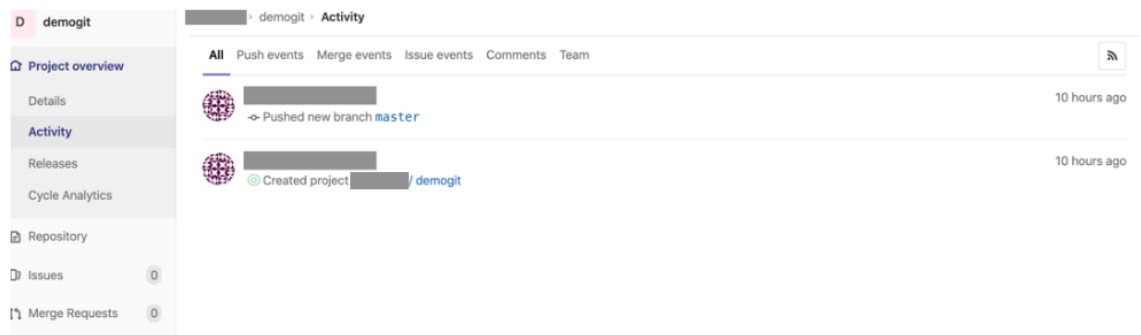 D demogit
Project overview
Details
Activity
Releases
Cycle Analytics
Repository
Issues 0
Merge Requests 0
› demogit › Activity
All Push events Merge events Issue events Comments Team
10 hours ago
Pushed new branch master
10 hours ago
Created project / demogit